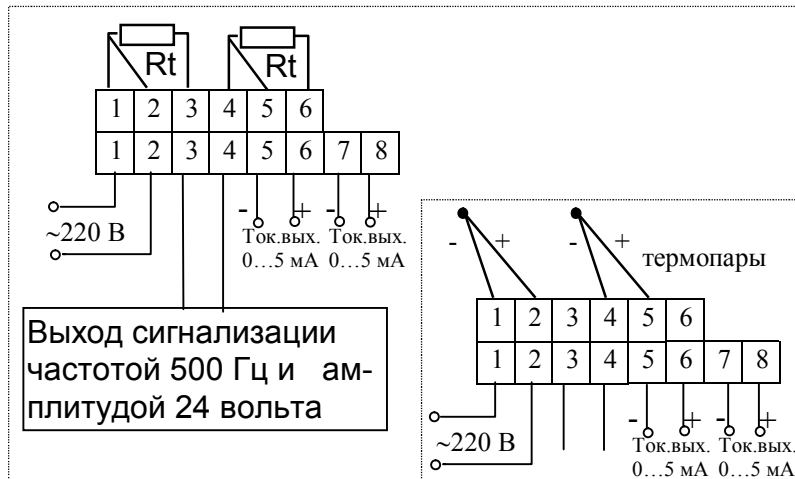 Rt Rt
1 2 3 4 5 6
1 2 3 4 5 6 7 8
- + - +
~220 В
Ток.вых. Ток.вых.
0…5 мА 0…5 мА
Выход сигнализации
частотой 500 Гц и ам-
плитудой 24 вольта
- + - +
термопары
1 2 3 4 5 6
1 2 3 4 5 6 7 8
- + - +
~220 В
Ток.вых. Ток.вых.
0…5 мА 0…5 мА